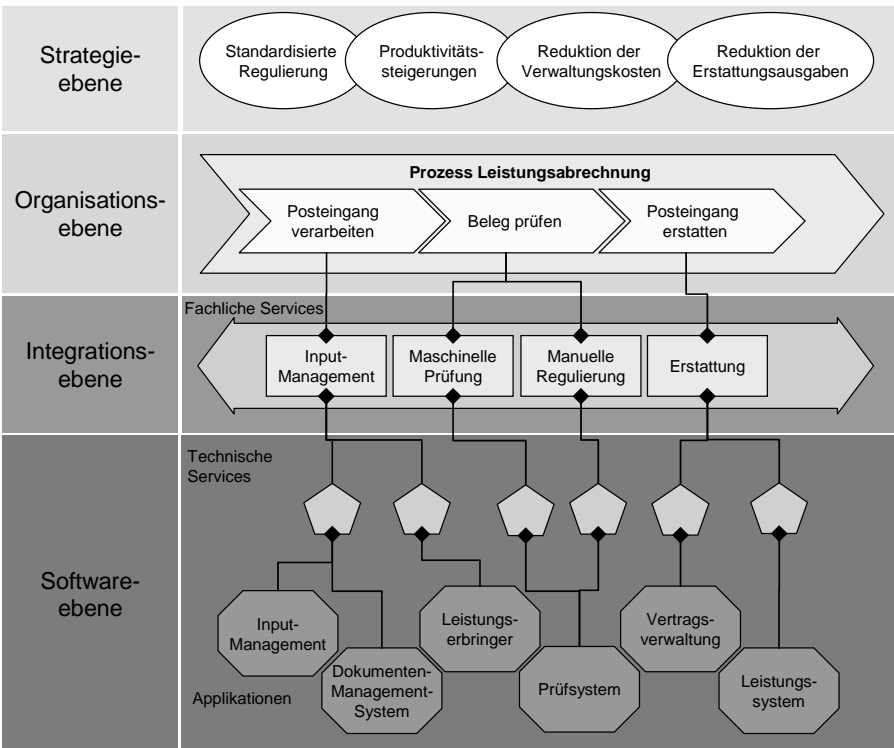 Strategie-
ebene
Standardisierte
Regulierung
Produktivitäts-
steigerungen
Reduktion der
Verwaltungskosten
Reduktion der
Erstattungsausgaben
Organisations-
ebene
Prozess Leistungsabrechnung
Posteingang
verarbeiten
Beleg prüfen
Posteingang
erstatten
Integrations-
ebene
Fachliche Services
Input-
Management
Maschinelle
Prüfung
Manuelle
Regulierung
Erstattung
Software-
ebene
Technische
Services
Input-
Management
Leistungs-
erbringer
Vertrags-
verwaltung
Dokumenten-
Management-
System
Prüfsystem
Leistungs-
system
Applikationen